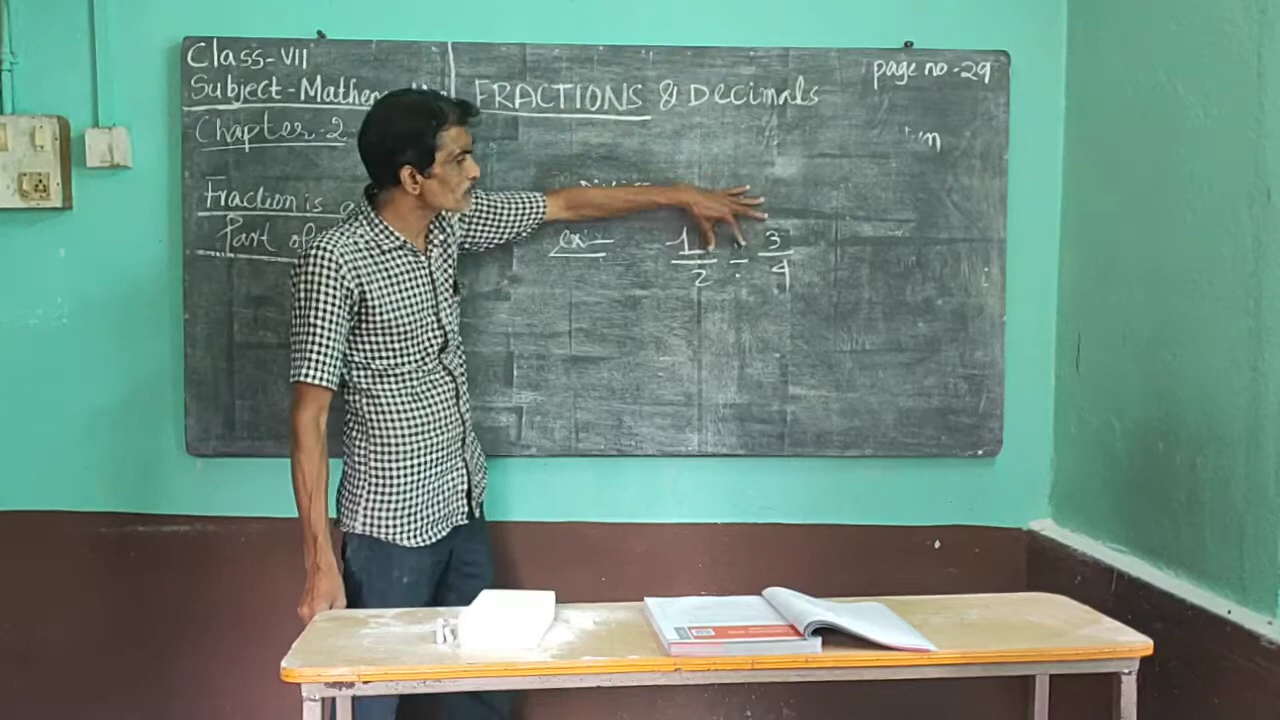 Class-VII
Subject-Mathe
FRACTIONS & Decimals
page no-29
Chapter-2
Fraction is a
Part of
ex:-
1/2 ÷ 3/4